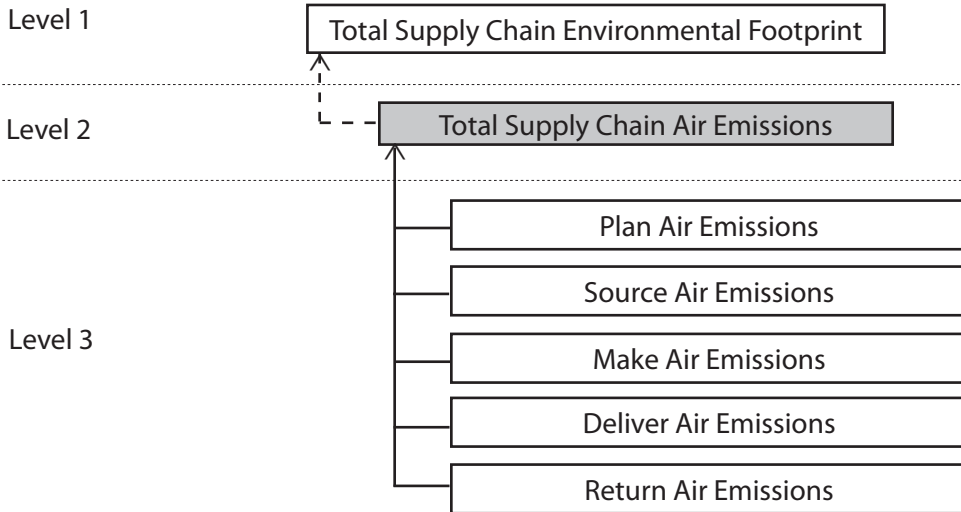 Level 1
Total Supply Chain Environmental Footprint
Level 2
Total Supply Chain Air Emissions
Plan Air Emissions
Source Air Emissions
Level 3
Make Air Emissions
Deliver Air Emissions
Return Air Emissions